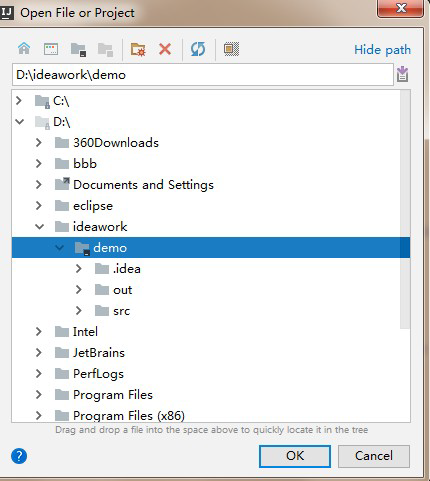 IJ Open File or Project
Hide path
D:\ideawork\demo
C:\
D:\
360Downloads
bbb
Documents and Settings
eclipse
ideawork
demo
.idea
out
src
Intel
JetBrains
PerfLogs
Program Files
Program Files (x86)
Drag and drop a file into the space above to quickly locate it in the tree
? OK Cancel